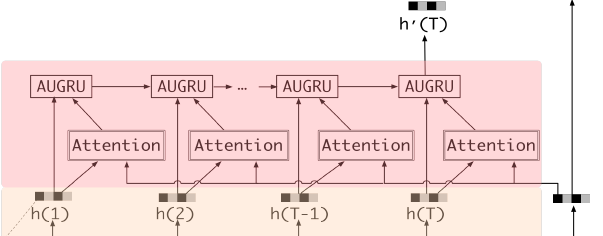 h′(T)
AUGRU AUGRU ... AUGRU AUGRU
Attention Attention Attention Attention
h(1) h(2) h(T-1) h(T)